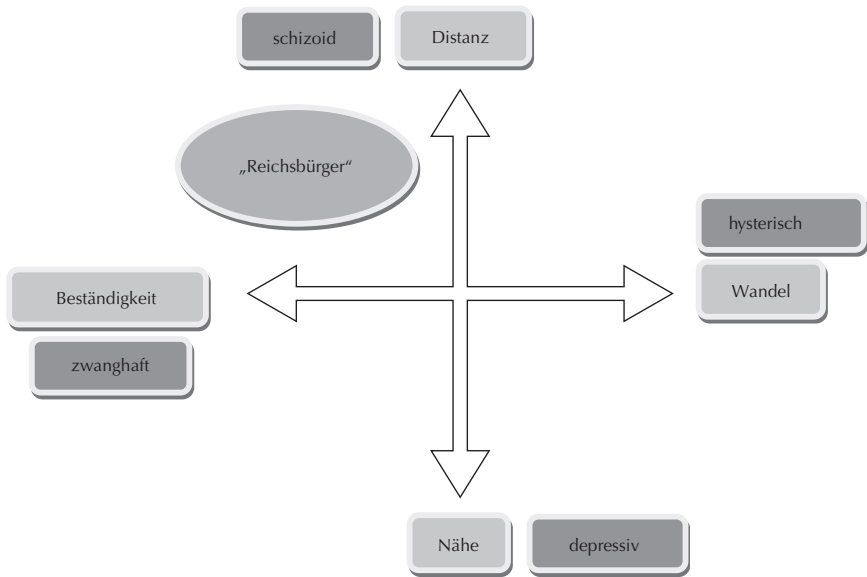 schizoid
Distanz
„Reichsbürger“
hysterisch
Beständigkeit
Wandel
zwanghaft
Nähe
depressiv